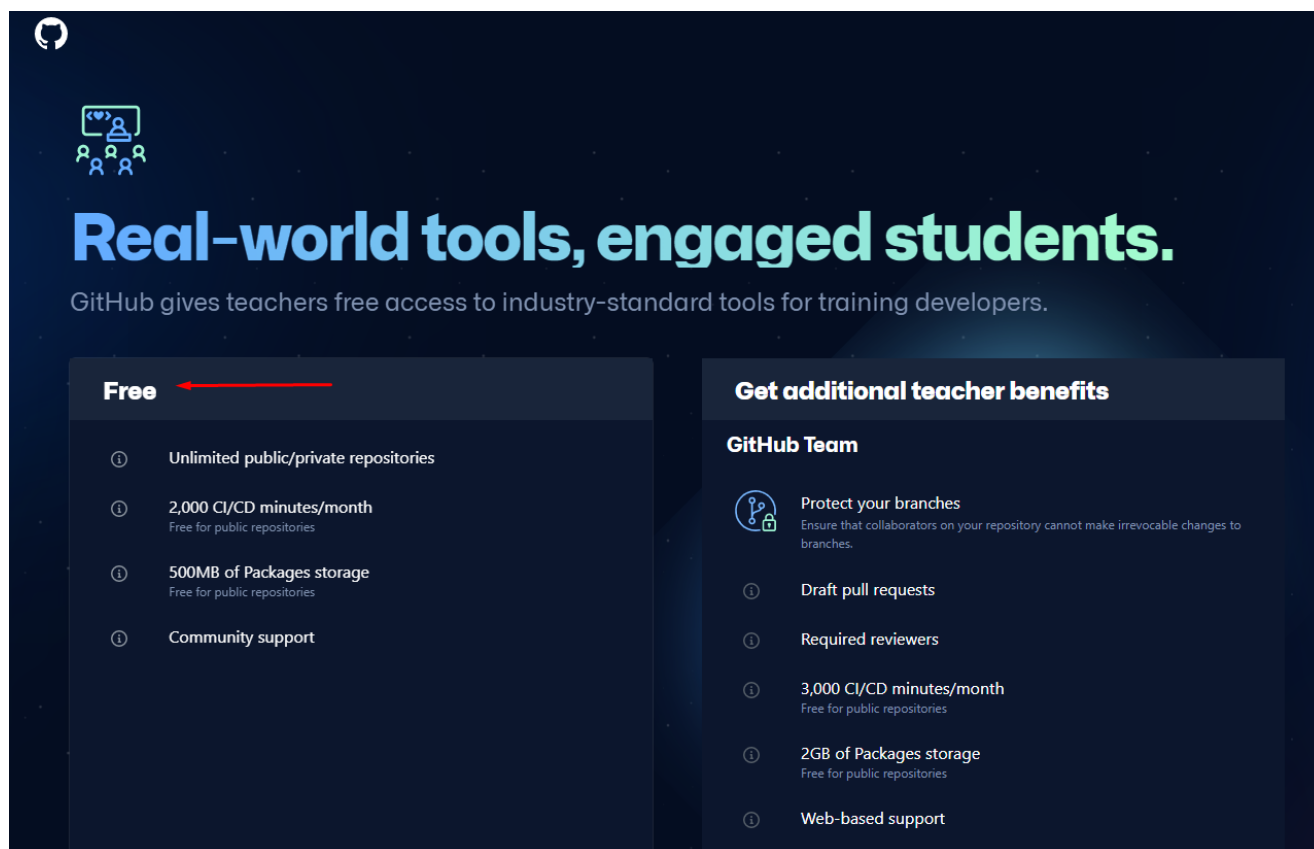 Real-world tools, engaged students.
GitHub gives teachers free access to industry-standard tools for training developers.
Free
Unlimited public/private repositories
2,000 CI/CD minutes/month
Free for public repositories
500MB of Packages storage
Free for public repositories
Community support
Get additional teacher benefits
GitHub Team
Protect your branches
Ensure that collaborators on your repository cannot make irrevocable changes to
branches.
Draft pull requests
Required reviewers
3,000 CI/CD minutes/month
Free for public repositories
2GB of Packages storage
Free for public repositories
Web-based support